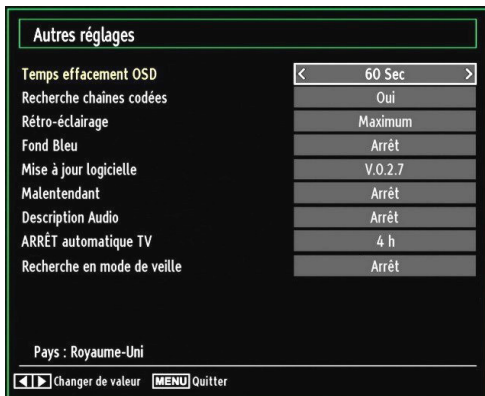 Autres réglages
Temps effacement OSD < 60 Sec >
Recherche chaînes codées Oui
Rétro-éclairage Maximum
Fond Bleu Arrêt
Mise à jour logicielle V.0.2.7
Malentendant Arrêt
Description Audio Arrêt
ARRÊT automatique TV 4 h
Recherche en mode de veille Arrêt
Pays : Royaume-Uni
Changer de valeur MENU Quitter